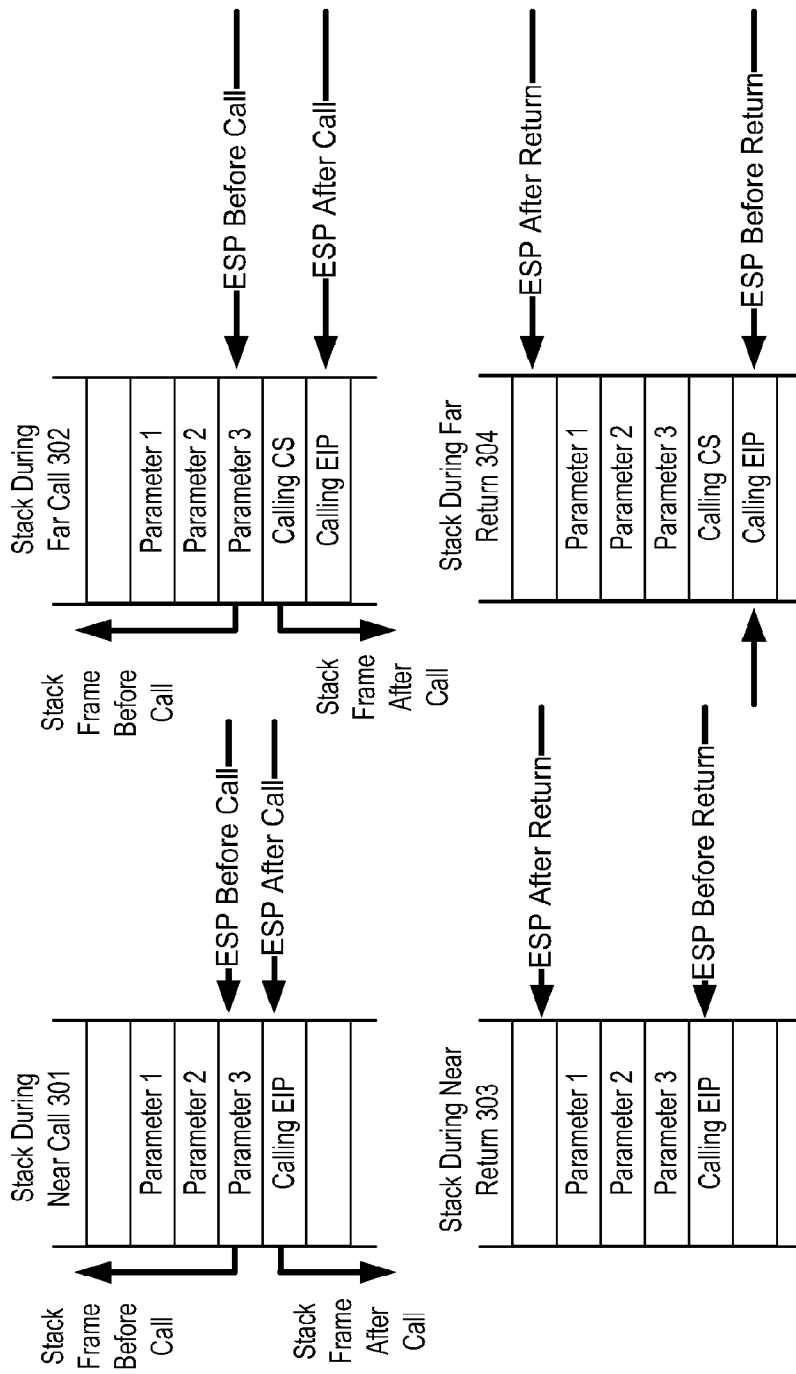 Stack During
Near Call 301
Parameter 1
Parameter 2
Parameter 3
Calling EIP
Stack
Frame
Before
Call
Stack
Frame
After
Call
ESP Before Call
ESP After Call
Stack During
Far Call 302
Parameter 1
Parameter 2
Parameter 3
Calling CS
Calling EIP
Stack
Frame
Before
Call
Stack
Frame
After
Call
ESP Before Call
ESP After Call
Stack During Near
Return 303
Parameter 1
Parameter 2
Parameter 3
Calling EIP
ESP After Return
ESP Before Return
Stack During Far
Return 304
Parameter 1
Parameter 2
Parameter 3
Calling CS
Calling EIP
ESP After Return
ESP Before Return